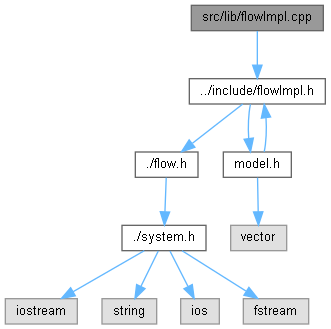 src/lib/flowImpl.cpp
../include/flowImpl.h
./flow.h
model.h
./system.h
vector
iostream
string
ios
fstream